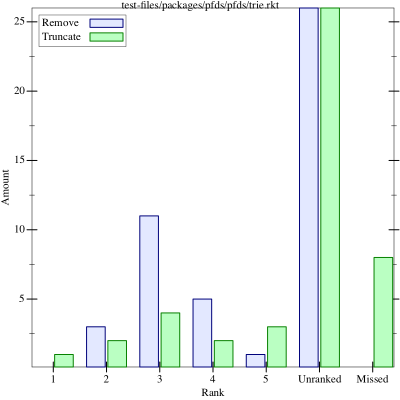 test-files/packages/pfds/pfds/trie.rkt
Remove
Truncate
25
20
15
10
5
Amount
1 2 3 4 5 Unranked Missed
Rank